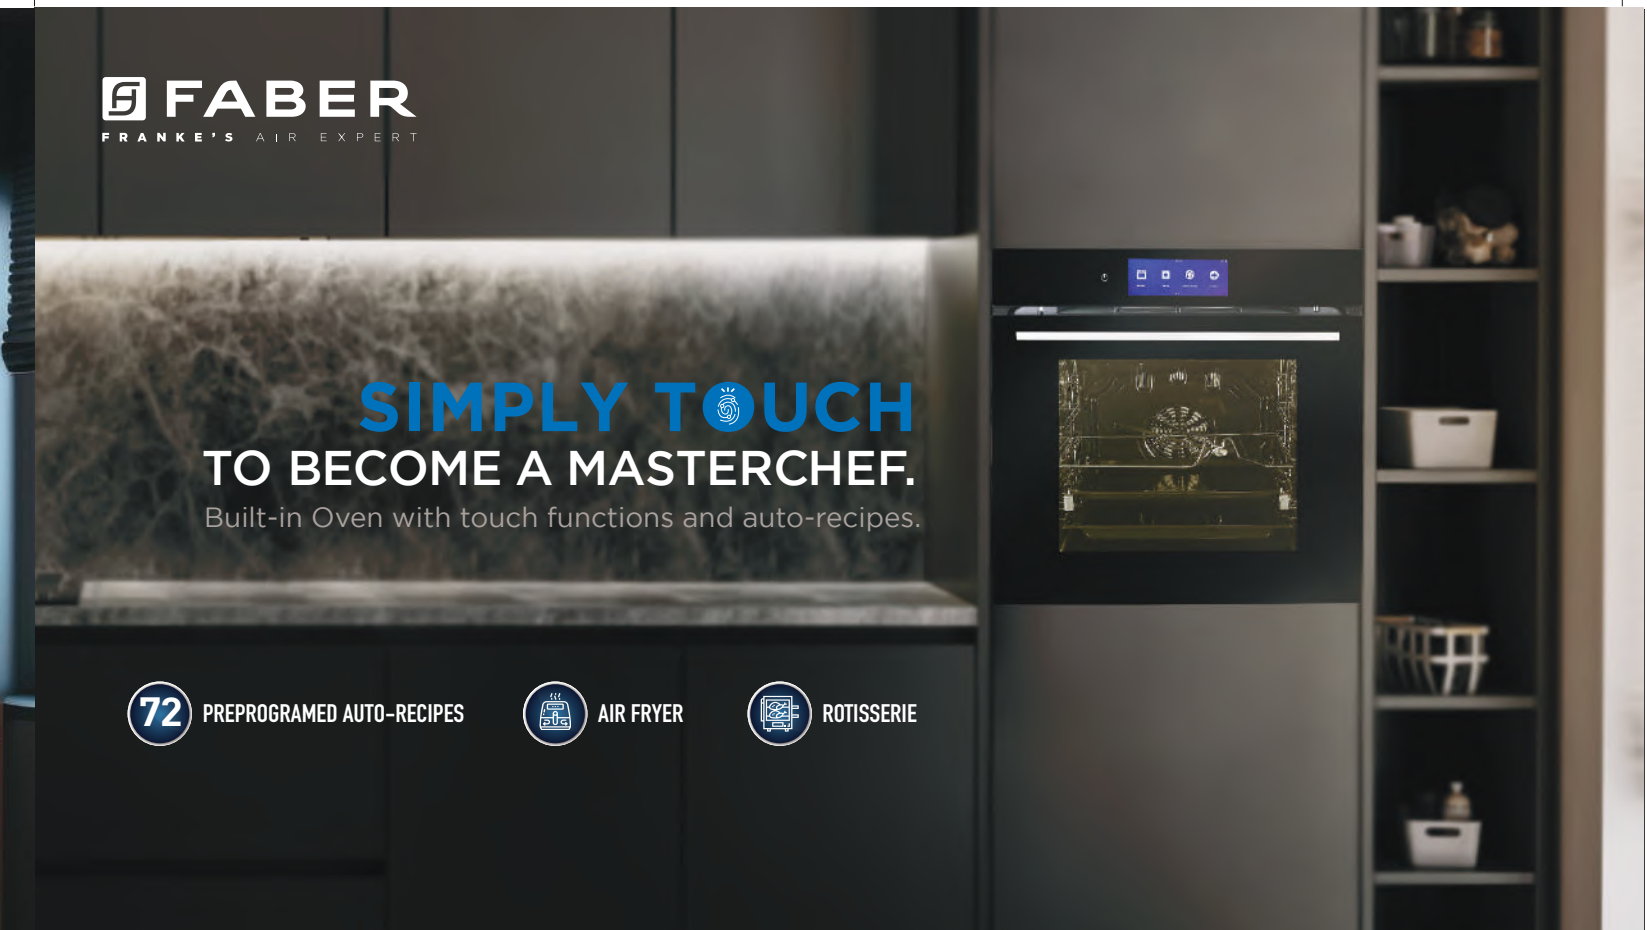 FABER
FRANKE'S AIR EXPERT
SIMPLY TOUCH
TO BECOME A MASTERCHEF.
Built-in Oven with touch functions and auto-recipes.
72 PREPROGRAMED AUTO-RECIPES
AIR FRYER
ROTISSERIE